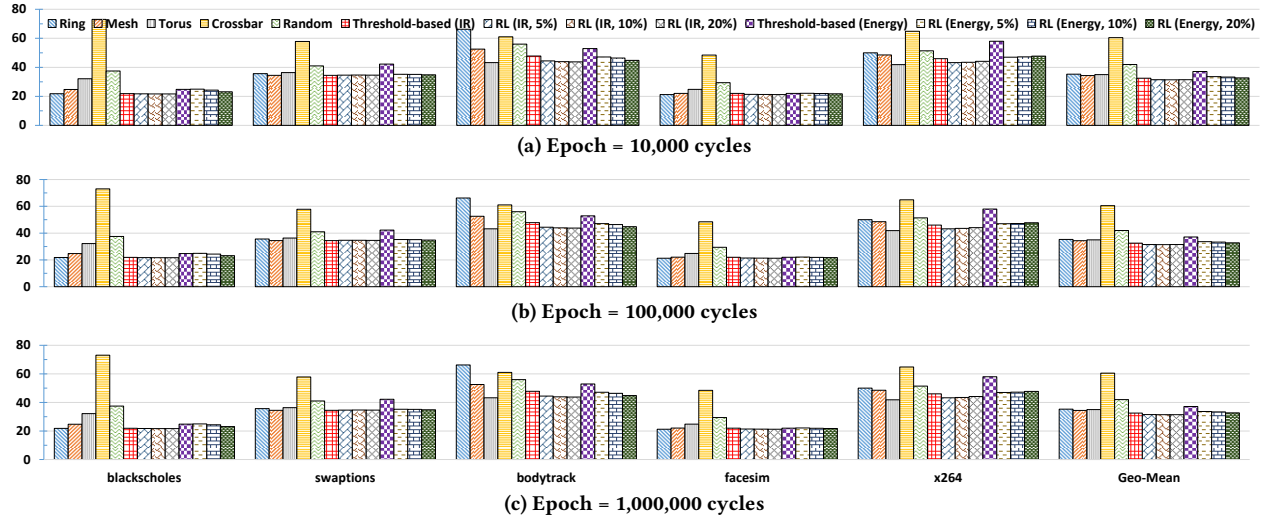 80 Ring Mesh Torus Crossbar Random Threshold-based (IR) RL (IR, 5%) RL (IR, 10%) RL (IR, 20%) Threshold-based (Energy) RL (Energy, 5%) RL (Energy, 10%) RL (Energy, 20%)
60
40
20
0
(a) Epoch = 10,000 cycles
80
60
40
20
0
(b) Epoch = 100,000 cycles
80
60
40
20
0
blackscholes swaptions bodytrack facesim x264 Geo-Mean
(c) Epoch = 1,000,000 cycles